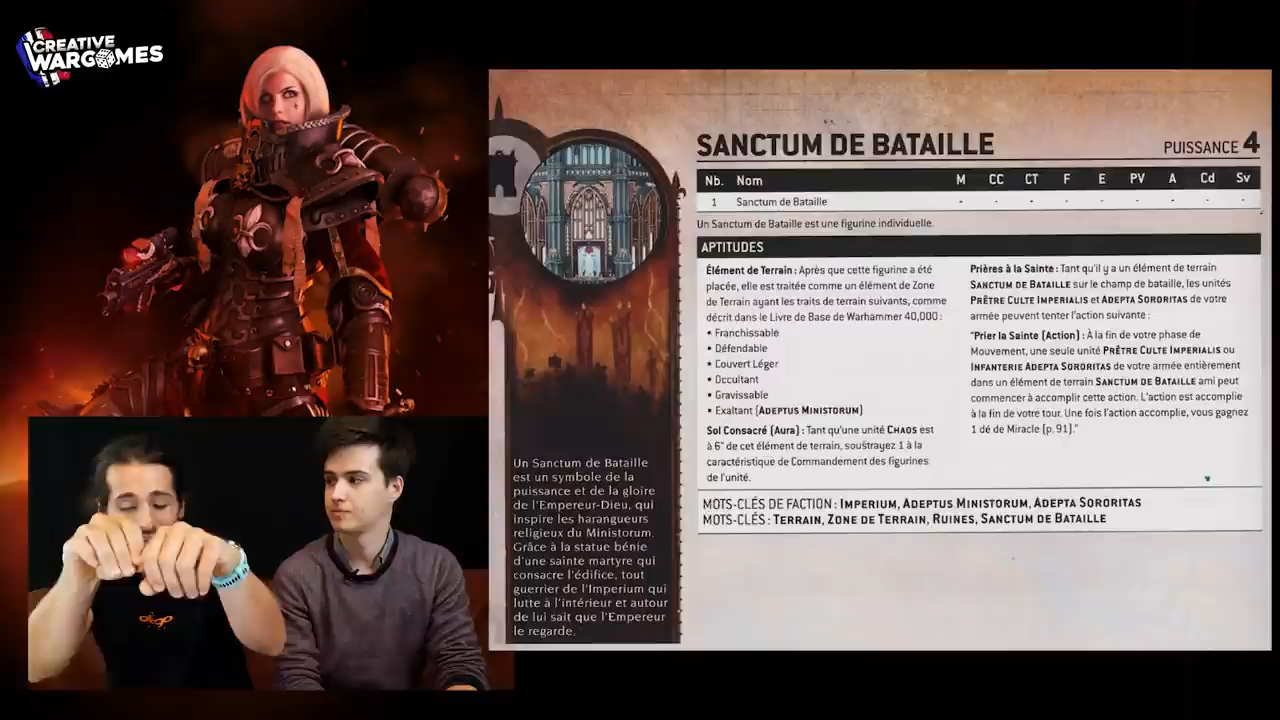 CREATIVE
WARGAMES
SANCTUM DE BATAILLE
PUISSANCE 4
Nb. Nom M CC CT F E PV A Cd Sv
1 Sanctum de Bataille - - - - - - - - -
Un Sanctum de Bataille est une figurine individuelle.
APTITUDES
Élément de Terrain : Après que cette figurine a été
placée, elle est traitée comme un élément de Zone
de Terrain ayant les traits de terrain suivants, comme
décrit dans le Livre de Base de Warhammer 40,000 :
• Franchissable
• Défendable
• Couvert Léger
• Occultant
• Gravissable
• Exaltant (ADEPTUS MINISTORUM)
Sol Consacré (Aura) : Tant qu'une unité CHAOS est
à 6" de cet élément de terrain, soustrayez 1 à la
caractéristique de Commandement des figurines
de l'unité.
Prières à la Sainte : Tant qu'il y a un élément de terrain
SANCTUM DE BATAILLE sur le champ de bataille, les unités
PRÊTRE CULTE IMPERIALIS et ADEPTA SORORITAS de votre
armée peuvent tenter l'action suivante :
"Prier la Sainte (Action) : À la fin de votre phase de
Mouvement, une seule unité PRÊTRE CULTE IMPERIALIS ou
INFANTERIE ADEPTA SORORITAS de votre armée entièrement
dans un élément de terrain SANCTUM DE BATAILLE ami peut
commencer à accomplir cette action. L'action est accomplie
à la fin de votre tour. Une fois l'action accomplie, vous gagnez
1 dé de Miracle (p. 91)."
MOTS-CLÉS DE FACTION : IMPERIUM, ADEPTUS MINISTORUM, ADEPTA SORORITAS
MOTS-CLÉS : TERRAIN, ZONE DE TERRAIN, RUINES, SANCTUM DE BATAILLE
Un Sanctum de Bataille
est un symbole de la
puissance et de la gloire
de l'Empereur-Dieu, qui
inspire les harangueurs
religieux du Ministorum.
Grâce à la statue bénie
d'une sainte martyre qui
consacre l'édifice, tout
guerrier de l'Imperium qui
lutte à l'intérieur et autour
de lui sait que l'Empereur
le regarde.